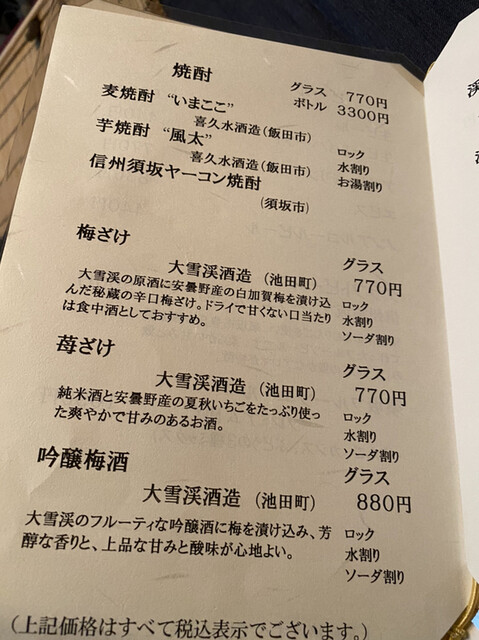 焼酎
グラス 770円
麦焼酎 “いまここ” ボトル 3300円
喜久水酒造(飯田市)
芋焼酎 “風太” ロック
喜久水酒造(飯田市) 水割り
信州須坂ヤーコン焼酎 お湯割り
(須坂市)
梅ざけ グラス
大雪渓酒造 (池田町) 770円
大雪渓の原酒に安曇野産の白加賀梅を漬け込
んだ秘蔵の辛口梅ざけ。ドライで甘くない口当たり
は食中酒としておすすめ。
ロック
水割り
ソーダ割り
苺ざけ グラス
大雪渓酒造 (池田町) 770円
純米酒と安曇野産の夏秋いちごをたっぷり使っ
た爽やかで甘みのあるお酒。
ロック
水割り
ソーダ割り
吟醸梅酒 グラス
大雪渓酒造 (池田町) 880円
大雪渓のフルーティな吟醸酒に梅を漬け込み、芳
醇な香りと、上品な甘みと酸味が心地よい。
ロック
水割り
ソーダ割り
(上記価格はすべて税込表示でございます。)